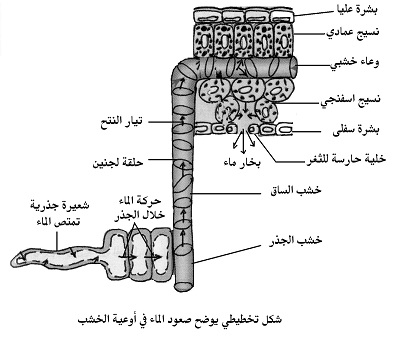 بشرة عليا
نسيج عمادي
وعاء خشبي
نسيج اسفنجي
بشرة سفلى
خلية حارسة للثغر
بخار ماء
تيار النتح
حلقة لجنين
خشب الساق
حركة الماء
خلال الجذر
شعيرة جذرية
تمتص الماء
خشب الجذر
شكل تخطيطي يوضح صعود الماء في أوعية الخشب